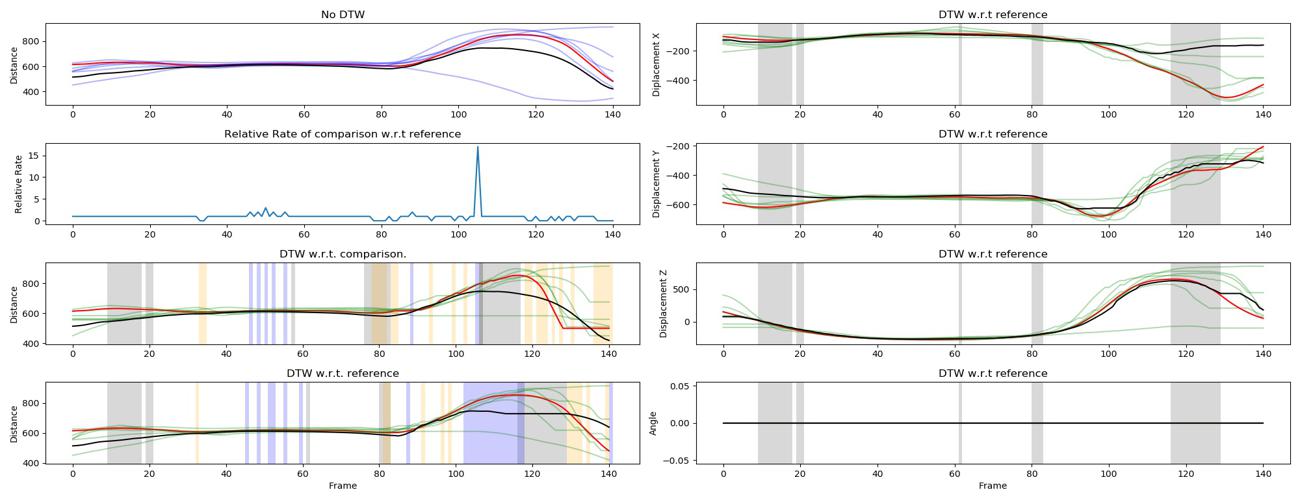 No DTW
Distance
800
600
400
0 20 40 60 80 100 120 140
Relative Rate of comparison w.r.t reference
Relative Rate
15
10
5
0
0 20 40 60 80 100 120 140
DTW w.r.t. comparison.
Distance
800
600
400
0 20 40 60 80 100 120 140
DTW w.r.t. reference
Distance
800
600
400
0 20 40 60 80 100 120 140
Frame
DTW w.r.t reference
Diplacement X
−200
−400
0 20 40 60 80 100 120 140
DTW w.r.t reference
Displacement Y
−200
−400
−600
0 20 40 60 80 100 120 140
DTW w.r.t reference
Displacement Z
500
0
0 20 40 60 80 100 120 140
DTW w.r.t reference
Angle
0.05
0.00
−0.05
0 20 40 60 80 100 120 140
Frame